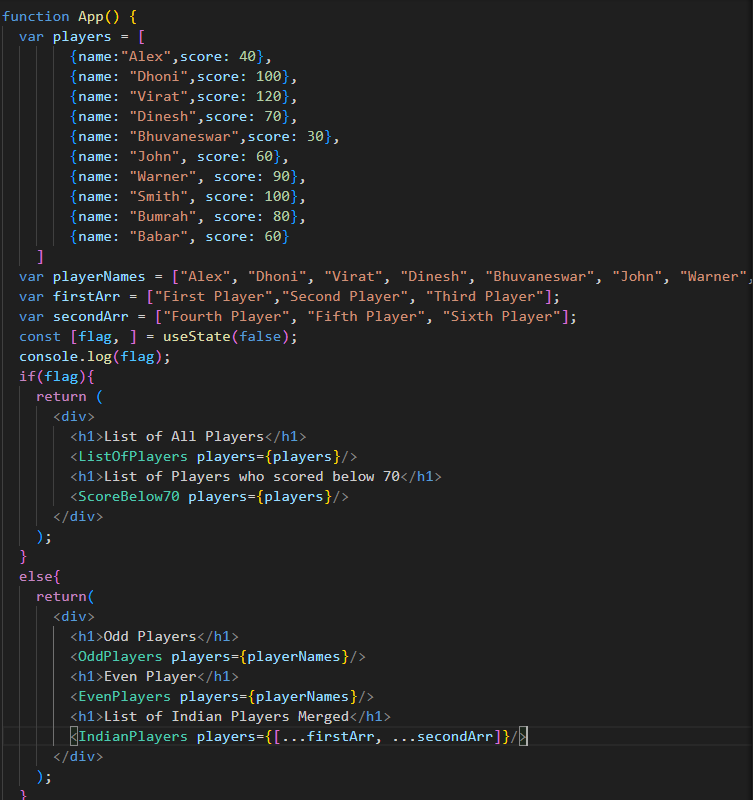 function App() {
var players = [
{name:"Alex",score: 40},
{name: "Dhoni",score: 100},
{name: "Virat",score: 120},
{name: "Dinesh",score: 70},
{name: "Bhuvaneswar",score: 30},
{name: "John", score: 60},
{name: "Warner", score: 90},
{name: "Smith", score: 100},
{name: "Bumrah", score: 80},
{name: "Babar", score: 60}
]
var playerNames = ["Alex", "Dhoni", "Virat", "Dinesh", "Bhuvaneswar", "John", "Warner",
var firstArr = ["First Player","Second Player", "Third Player"];
var secondArr = ["Fourth Player", "Fifth Player", "Sixth Player"];
const [flag, ] = useState(false);
console.log(flag);
if(flag){
return (
<div>
<h1>List of All Players</h1>
<ListOfPlayers players={players}/>
<h1>List of Players who scored below 70</h1>
<ScoreBelow70 players={players}/>
</div>
);
}
else{
return(
<div>
<h1>Odd Players</h1>
<OddPlayers players={playerNames}/>
<h1>Even Player</h1>
<EvenPlayers players={playerNames}/>
<h1>List of Indian Players Merged</h1>
<IndianPlayers players={[...firstArr, ...secondArr]}/>
</div>
);
}